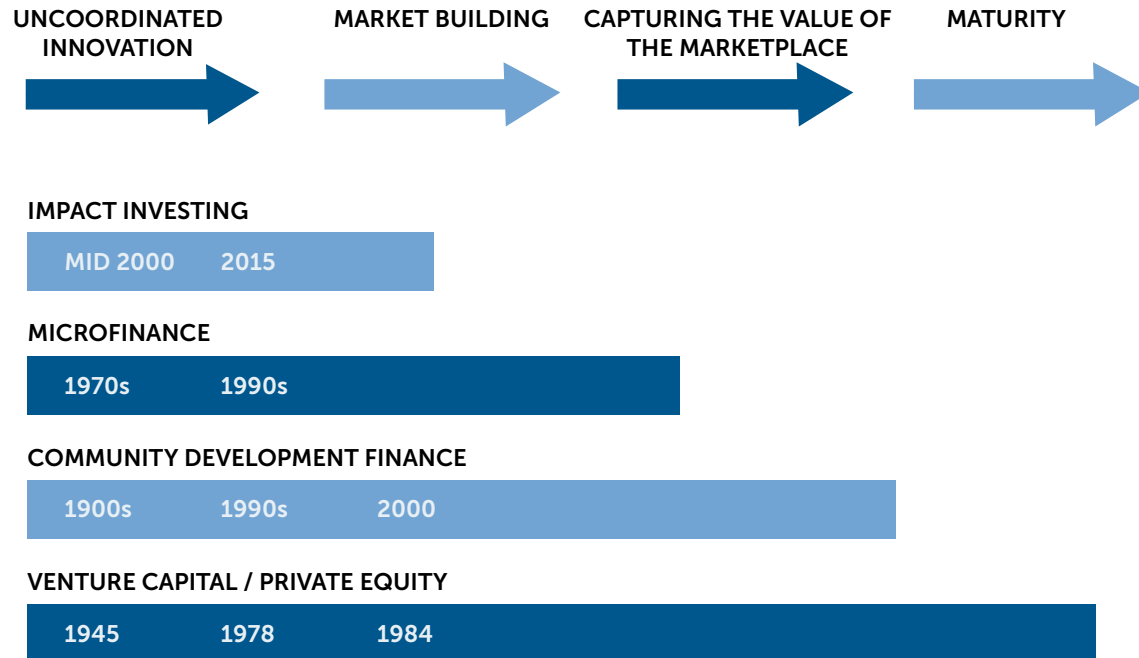 UNCOORDINATED
INNOVATION
MARKET BUILDING
CAPTURING THE VALUE OF
THE MARKETPLACE
MATURITY
IMPACT INVESTING
MID 2000 2015
MICROFINANCE
1970s 1990s
COMMUNITY DEVELOPMENT FINANCE
1900s 1990s 2000
VENTURE CAPITAL / PRIVATE EQUITY
1945 1978 1984